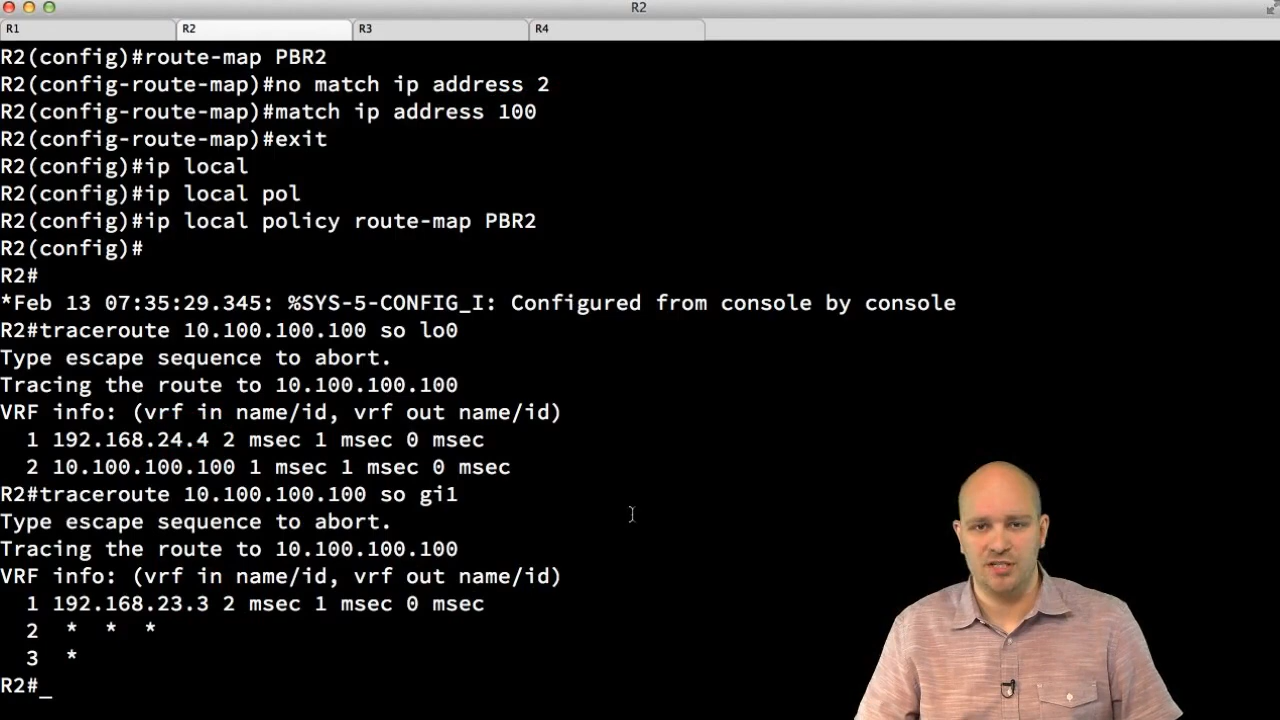 R2
R1
R2
R3
R4
R2(config)#route-map PBR2
R2(config-route-map)#no match ip address 2
R2(config-route-map)#match ip address 100
R2(config-route-map)#exit
R2(config)#ip local
R2(config)#ip local pol
R2(config)#ip local policy route-map PBR2
R2(config)#
R2#
*Feb 13 07:35:29.345: %SYS-5-CONFIG_I: Configured from console by console
R2#traceroute 10.100.100.100 so lo0
Type escape sequence to abort.
Tracing the route to 10.100.100.100
VRF info: (vrf in name/id, vrf out name/id)
  1 192.168.24.4 2 msec 1 msec 0 msec
  2 10.100.100.100 1 msec 1 msec 0 msec
R2#traceroute 10.100.100.100 so gi1
Type escape sequence to abort.
Tracing the route to 10.100.100.100
VRF info: (vrf in name/id, vrf out name/id)
  1 192.168.23.3 2 msec 1 msec 0 msec
  2  *  *  *
  3  *
R2#_